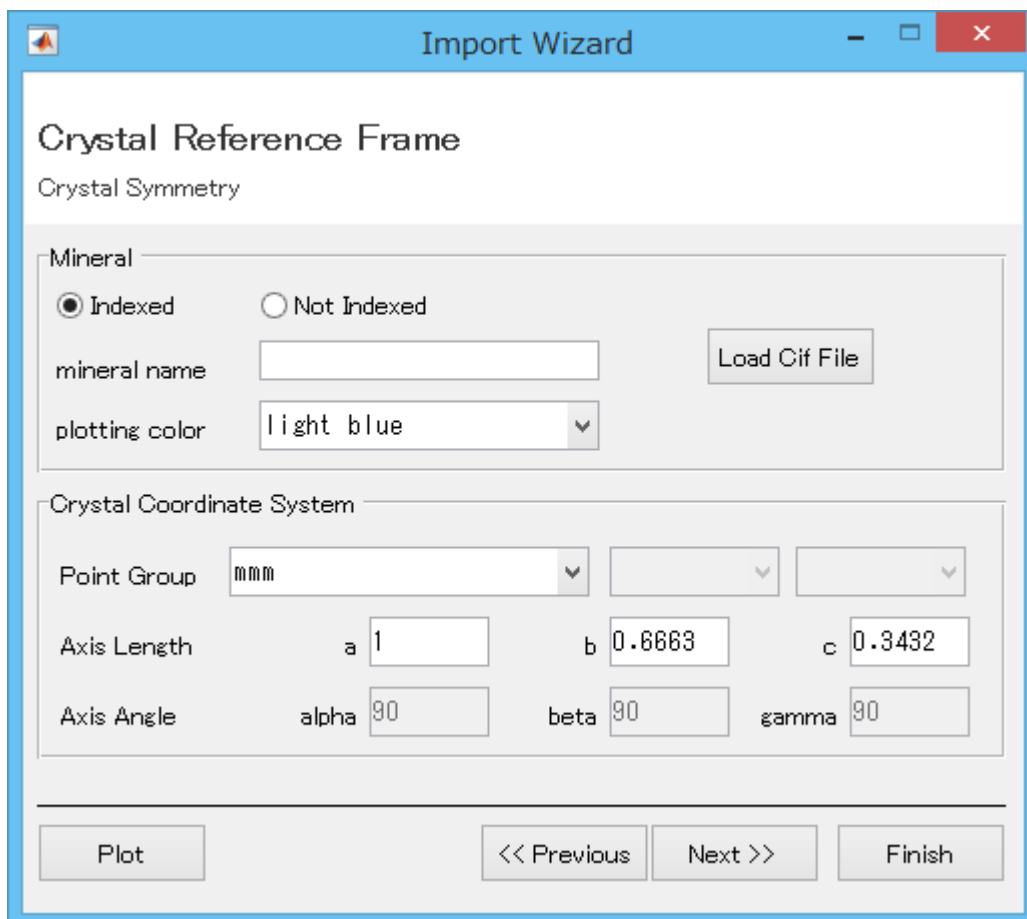 Import Wizard
Crystal Reference Frame
Crystal Symmetry
Mineral
Indexed Not Indexed
mineral name Load Cif File
plotting color light blue
Crystal Coordinate System
Point Group mmm
Axis Length a 1 b 0.6663 c 0.3432
Axis Angle alpha 90 beta 90 gamma 90
Plot << Previous Next >> Finish